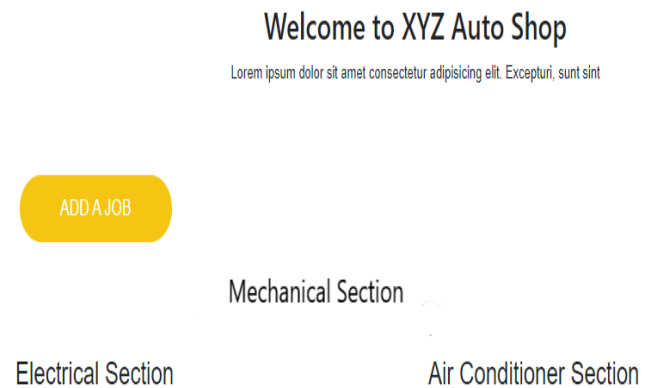 Welcome to XYZ Auto Shop
Lorem ipsum dolor sit amet consectetur adipisicing elit. Excepturi, sunt sint
ADD A JOB
Mechanical Section
Electrical Section
Air Conditioner Section